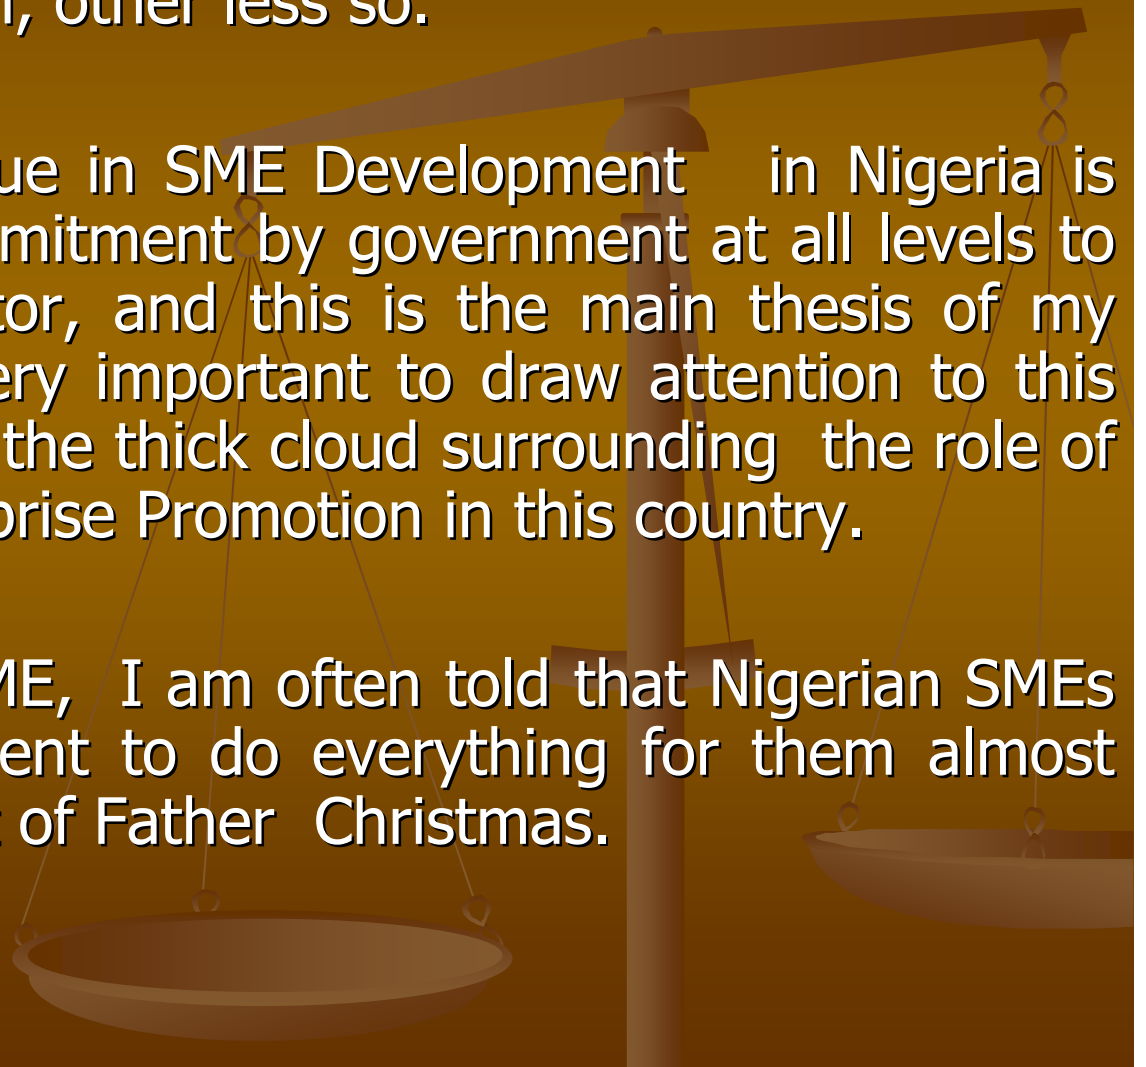 , other less so.
ue in SME Development in Nigeria is
mitment by government at all levels to
tor, and this is the main thesis of my
ery important to draw attention to this
the thick cloud surrounding the role of
prise Promotion in this country.
ME, I am often told that Nigerian SMEs
ent to do everything for them almost
of Father Christmas.